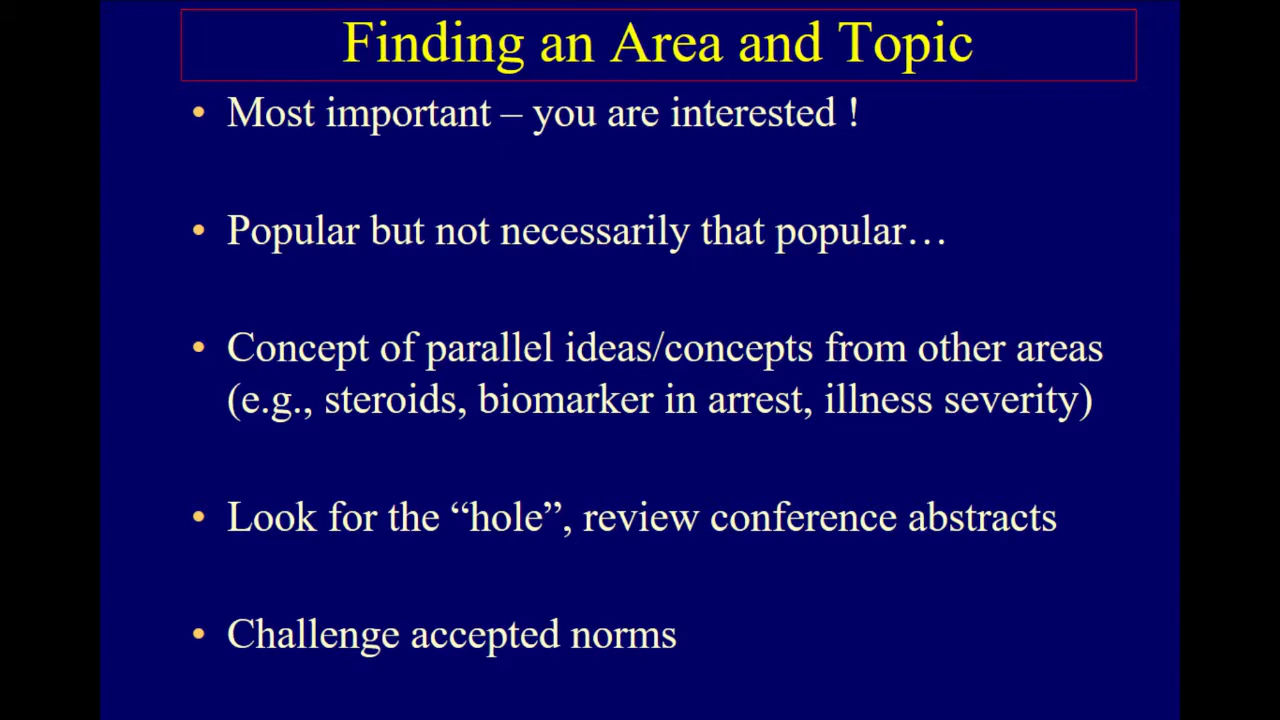 Finding an Area and Topic
• Most important – you are interested !
• Popular but not necessarily that popular…
• Concept of parallel ideas/concepts from other areas
(e.g., steroids, biomarker in arrest, illness severity)
• Look for the “hole”, review conference abstracts
• Challenge accepted norms